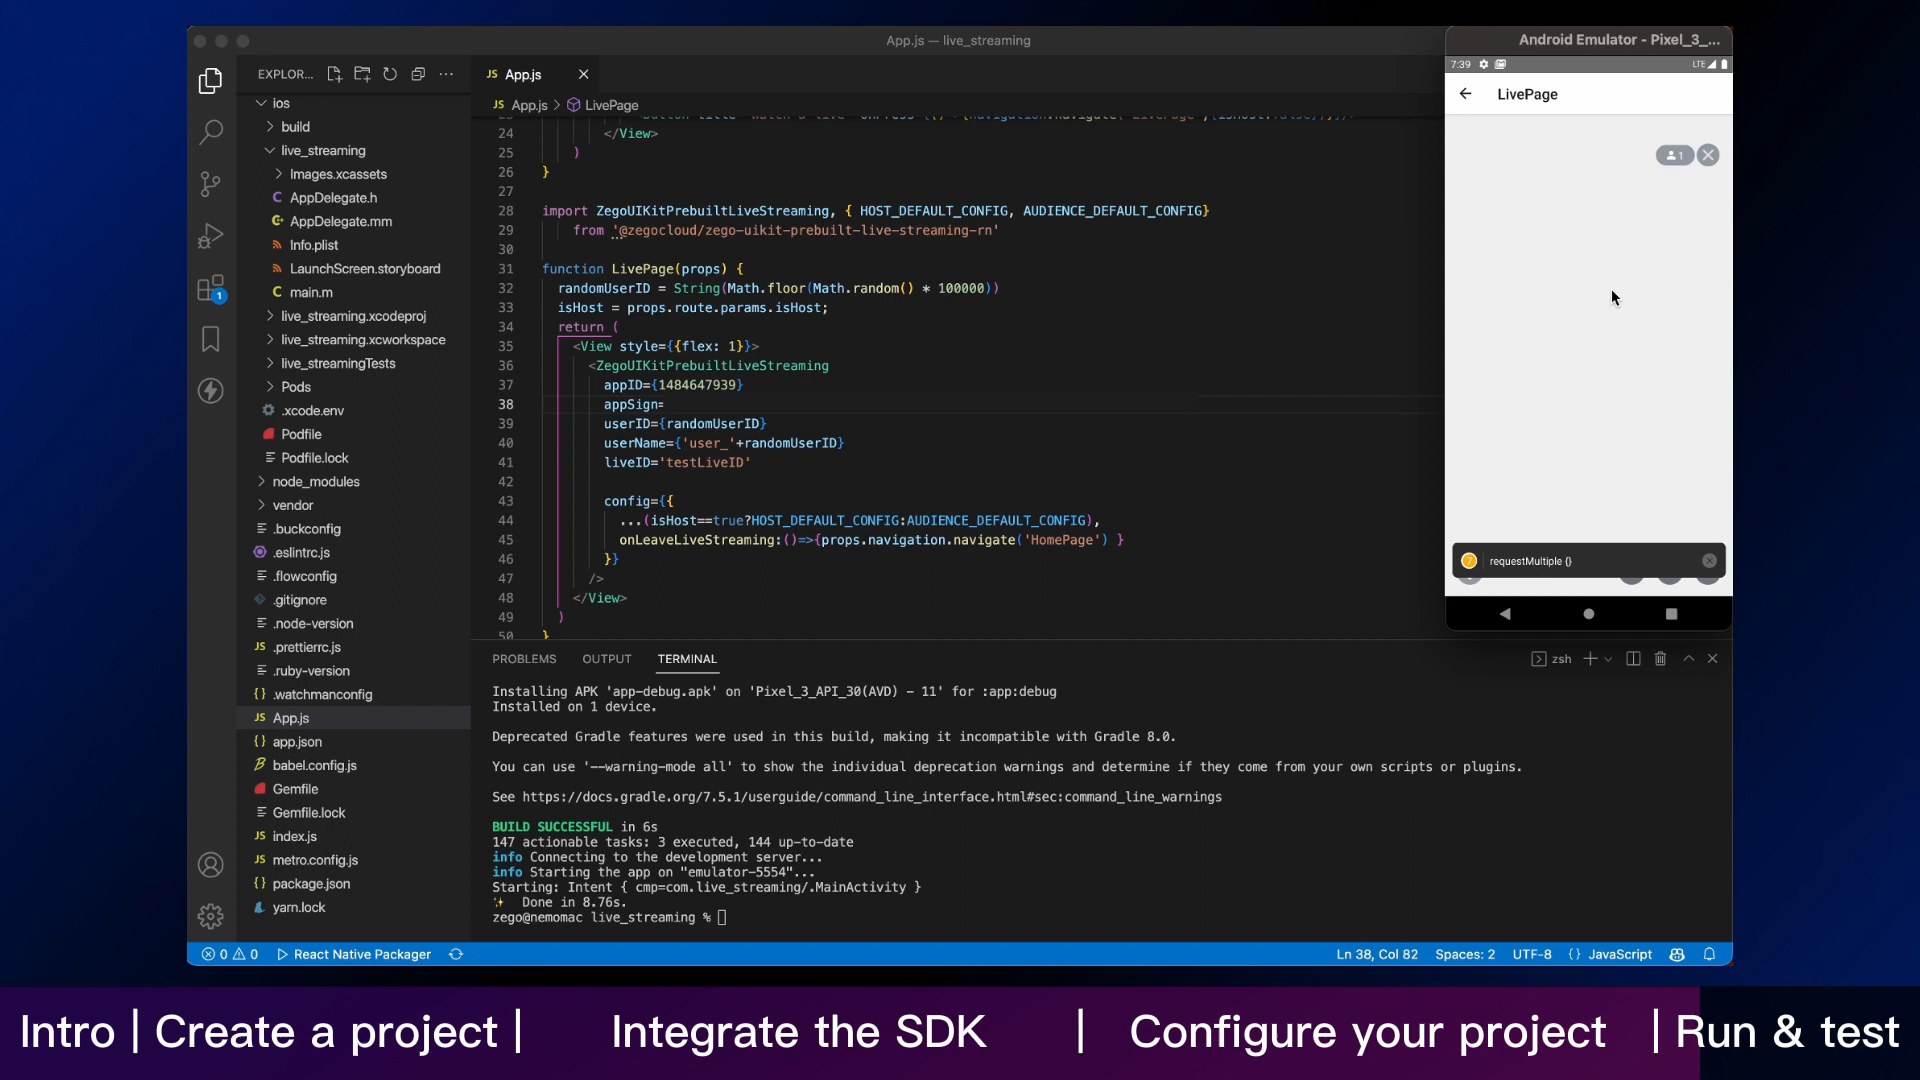 App.js — live_streaming
EXPLOR...
ios
build
live_streaming
Images.xcassets
AppDelegate.h
AppDelegate.mm
Info.plist
LaunchScreen.storyboard
main.m
live_streaming.xcodeproj
live_streaming.xcworkspace
live_streamingTests
Pods
.xcode.env
Podfile
Podfile.lock
node_modules
vendor
.buckconfig
.eslintrc.js
.flowconfig
.gitignore
.node-version
.prettierrc.js
.ruby-version
.watchmanconfig
App.js
app.json
babel.config.js
Gemfile
Gemfile.lock
index.js
metro.config.js
package.json
yarn.lock
1
JS App.js
JS App.js > LivePage
24 </View>
25 )
26 }
27
28 import ZegoUIKitPrebuiltLiveStreaming, { HOST_DEFAULT_CONFIG, AUDIENCE_DEFAULT_CONFIG}
29 from '@zegocloud/zego-uikit-prebuilt-live-streaming-rn'
30
31 function LivePage(props) {
32 randomUserID = String(Math.floor(Math.random() * 100000))
33 isHost = props.route.params.isHost;
34 return (
35 <View style={{flex: 1}}>
36 <ZegoUIKitPrebuiltLiveStreaming
37 appID={1484647939}
38 appSign=
39 userID={randomUserID}
40 userName={'user_'+randomUserID}
41 liveID='testLiveID'
42
43 config={{
44 ...(isHost==true?HOST_DEFAULT_CONFIG:AUDIENCE_DEFAULT_CONFIG),
45 onLeaveLiveStreaming:()=>{props.navigation.navigate('HomePage') }
46 }}
47 />
48 </View>
49 )
50 }
PROBLEMS OUTPUT TERMINAL
zsh
Installing APK 'app-debug.apk' on 'Pixel_3_API_30(AVD) - 11' for :app:debug
Installed on 1 device.
Deprecated Gradle features were used in this build, making it incompatible with Gradle 8.0.
You can use '--warning-mode all' to show the individual deprecation warnings and determine if they come from your own scripts or plugins.
See https://docs.gradle.org/7.5.1/userguide/command_line_interface.html#sec:command_line_warnings
BUILD SUCCESSFUL in 6s
147 actionable tasks: 3 executed, 144 up-to-date
info Connecting to the development server...
info Starting the app on "emulator-5554"...
Starting: Intent { cmp=com.live_streaming/.MainActivity }
✨ Done in 8.76s.
zego@nemomac live_streaming %
0 0 React Native Packager
Ln 38, Col 82 Spaces: 2 UTF-8 {} JavaScript
Android Emulator - Pixel_3_...
7:39 LTE
LivePage
1
requestMultiple {}
Intro | Create a project | Integrate the SDK | Configure your project | Run & test